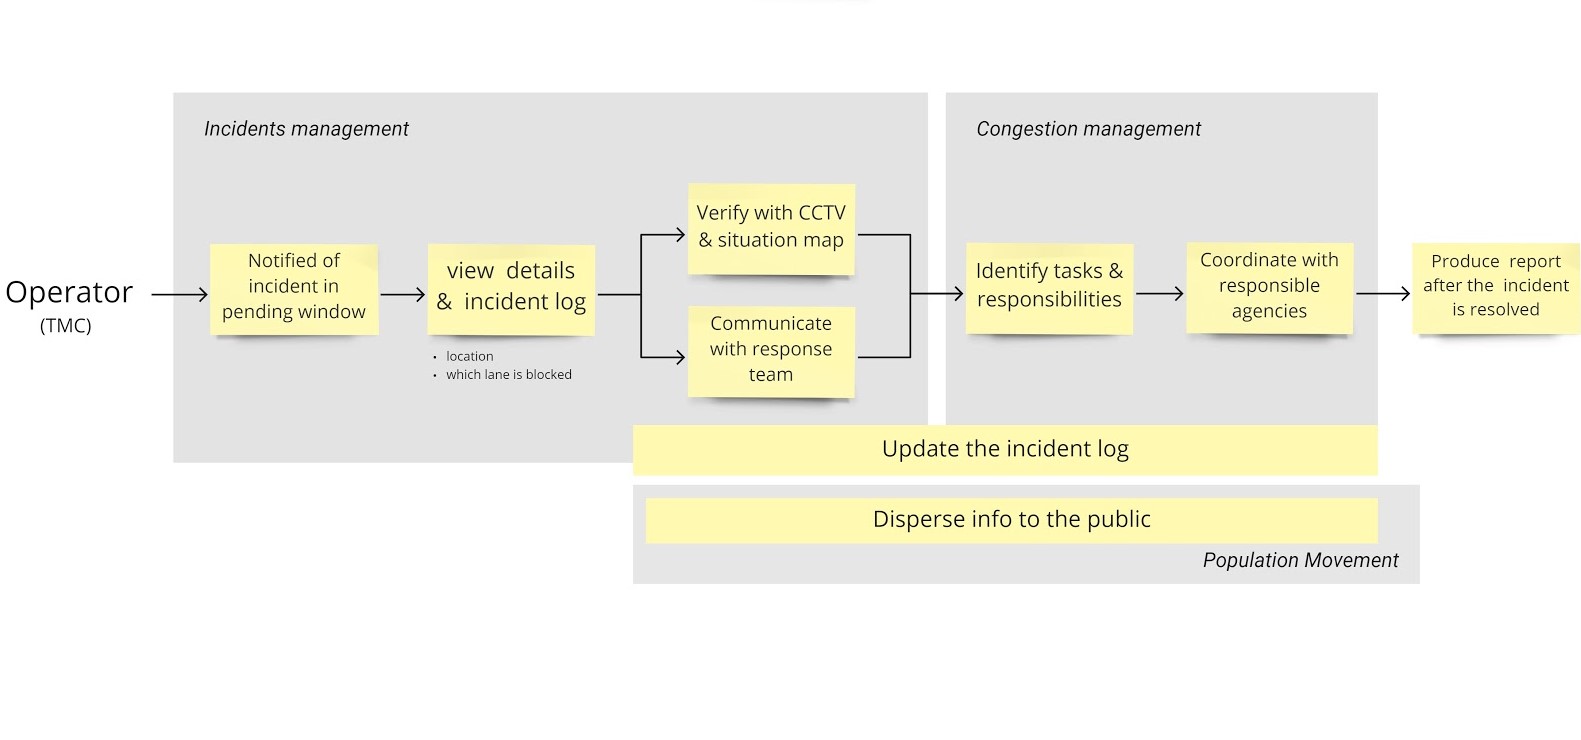 Incidents management
Congestion management
Operator
(TMC)
Notified of
incident in
pending window
view details
& incident log
• location
• which lane is blocked
Verify with CCTV
& situation map
Communicate
with response
team
Identify tasks &
responsibilities
Coordinate with
responsible
agencies
Produce report
after the incident
is resolved
Update the incident log
Disperse info to the public
Population Movement